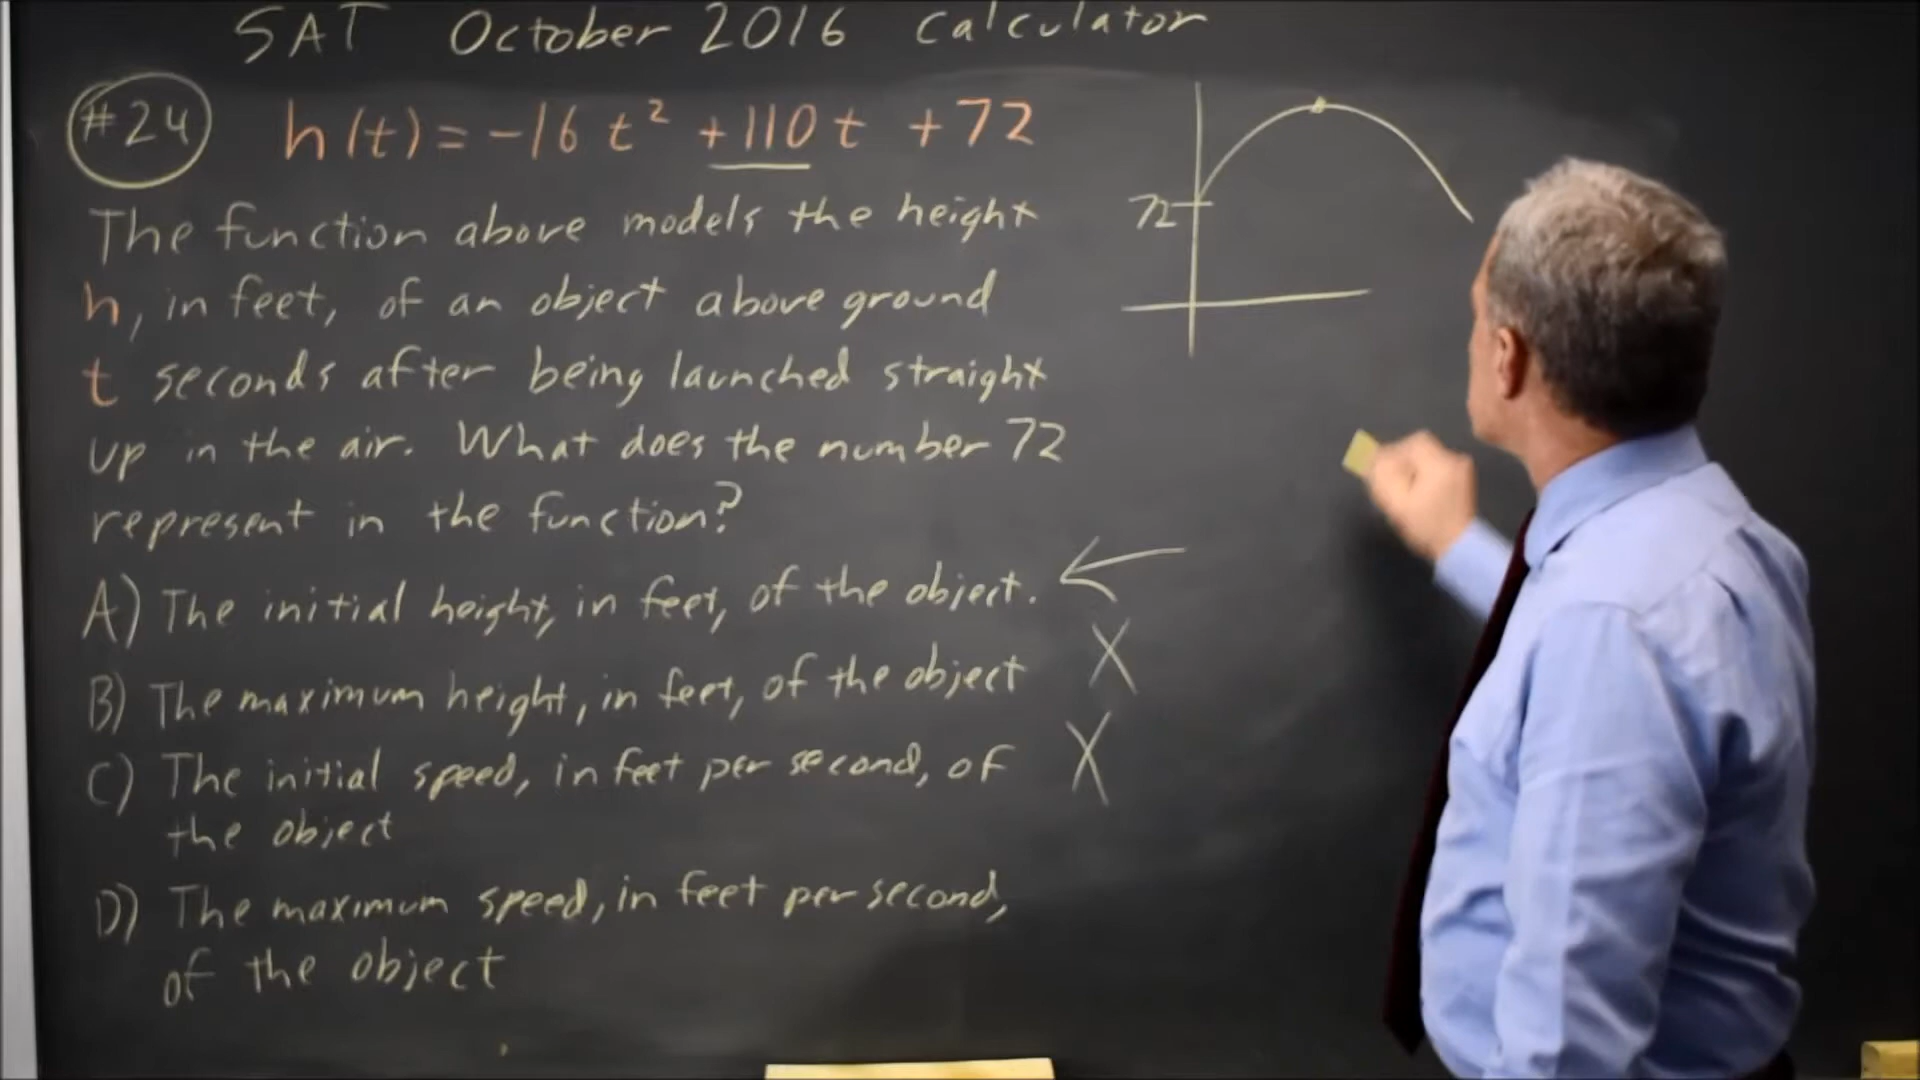 SAT October 2016 Calculator
#24 h(t) = -16t² +110t +72
The function above models the height
h, in feet, of an object above ground
t seconds after being launched straight
up in the air. What does the number 72
represent in the function?
A) The initial height, in feet, of the object.
B) The maximum height, in feet, of the object X
C) The initial speed, in feet per second, of X
the object
D) The maximum speed, in feet per second,
of the object
72